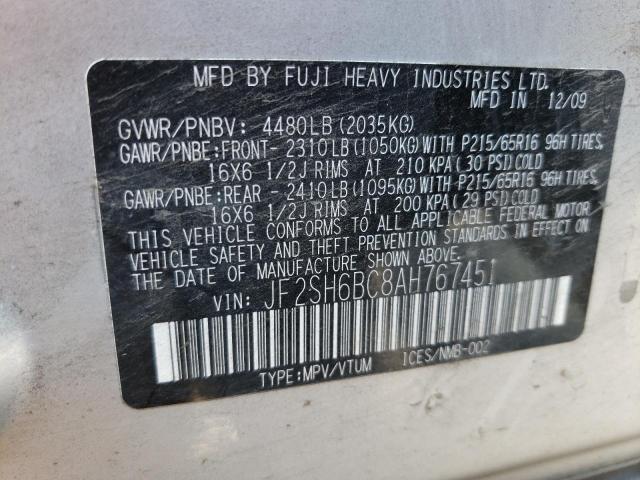 MFD BY FUJI HEAVY INDUSTRIES LTD.
MFD IN 12/09
GVWR/PNBV: 4480LB(2035KG)
GAWR/PNBE:FRONT- 2310LB(1050KG)WITH P215/65R16 96H TIRES,
16X6 1/2J RIMS AT 210 KPA(30 PSI)COLD
GAWR/PNBE:REAR - 2410LB(1095KG)WITH P215/65R16 96H TIRES,
16X6 1/2J RIMS AT 200 KPA(29 PSI)COLD
THIS VEHICLE CONFORMS TO ALL APPLICABLE FEDERAL MOTOR
VEHICLE SAFETY AND THEFT PREVENTION STANDARDS IN EFFECT ON
THE DATE OF MANUFACTURE SHOWN ABOVE.
VIN: JF2SH6BC8AH767451
TYPE:MPV/VTUM ICES/NMB-002